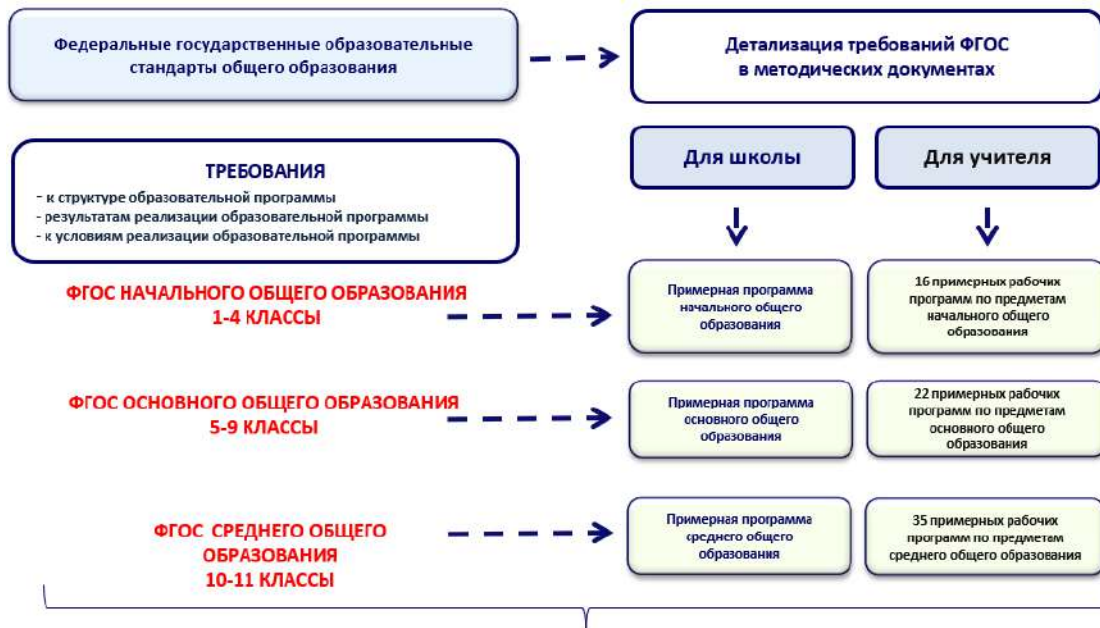 Федеральные государственные образовательные
стандарты общего образования
Детализация требований ФГОС
в методических документах
ТРЕБОВАНИЯ
- к структуре образовательной программы
- результатам реализации образовательной программы
- к условиям реализации образовательной программы
Для школы
Для учителя
ФГОС НАЧАЛЬНОГО ОБЩЕГО ОБРАЗОВАНИЯ
1-4 КЛАССЫ
Примерная программа
начального общего
образования
16 примерных рабочих
программ по предметам
начального общего
образования
ФГОС ОСНОВНОГО ОБЩЕГО ОБРАЗОВАНИЯ
5-9 КЛАССЫ
Примерная программа
основного общего
образования
22 примерных рабочих
программ по предметам
основного общего
образования
ФГОС СРЕДНЕГО ОБЩЕГО
ОБРАЗОВАНИЯ
10-11 КЛАССЫ
Примерная программа
среднего общего
образования
35 примерных рабочих
программ по предметам
среднего общего образования